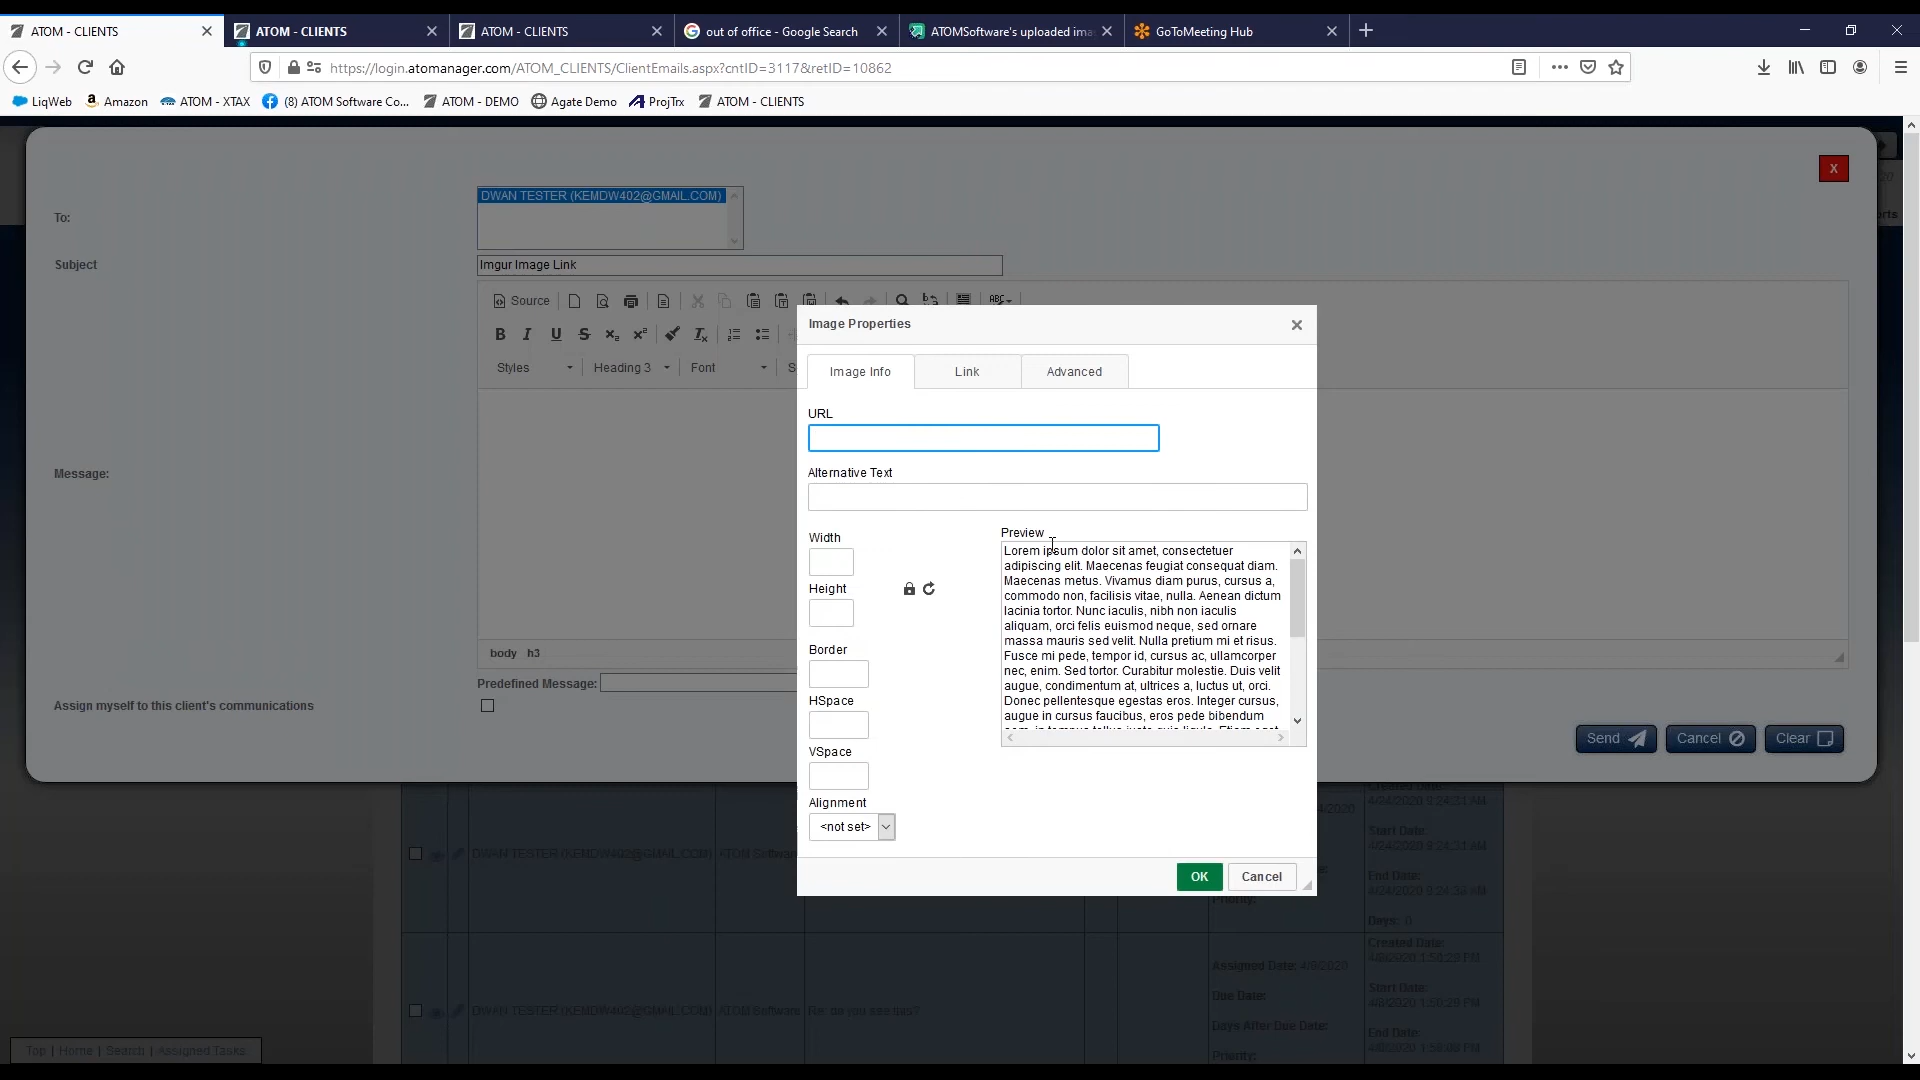 ATOM - CLIENTS
ATOM - CLIENTS
ATOM - CLIENTS
out of office - Google Search
ATOMSoftware's uploaded ima
GoToMeeting Hub
https://login.atomanager.com/ATOM_CLIENTS/ClientEmails.aspx?cntID=3117&retID=10862
LiqWeb
Amazon
ATOM - XTAX
(8) ATOM Software Co...
ATOM - DEMO
Agate Demo
ProjTrx
ATOM - CLIENTS
X
To:
DWAN TESTER (KEMDW402@GMAIL.COM)
Subject
Imgur Image Link
Source
ABC
B I U S x₂ x² Tx
Styles
Heading 3
Font
S
Message:
body h3
Predefined Message:
Assign myself to this client's communications
Send
Cancel
Clear
Image Properties
Image Info
Link
Advanced
URL
Alternative Text
Width
Height
Border
HSpace
VSpace
Alignment
<not set>
Preview
Lorem ipsum dolor sit amet, consectetuer
adipiscing elit. Maecenas feugiat consequat diam.
Maecenas metus. Vivamus diam purus, cursus a,
commodo non, facilisis vitae, nulla. Aenean dictum
lacinia tortor. Nunc iaculis, nibh non iaculis
aliquam, orci felis euismod neque, sed ornare
massa mauris sed velit. Nulla pretium mi et risus.
Fusce mi pede, tempor id, cursus ac, ullamcorper
nec, enim. Sed tortor. Curabitur molestie. Duis velit
augue, condimentum at, ultrices a, luctus ut, orci.
Donec pellentesque egestas eros. Integer cursus,
augue in cursus faucibus, eros pede bibendum
OK
Cancel
DWAN TESTER (KEMDW402@GMAIL.COM)
ATOM Softwar
Created Date:
4/24/2020 9:24:31 AM
Start Date:
4/24/2020 9:24:31 AM
End Date:
4/24/2020 9:24:39 AM
Days: 0
Priority:
DWAN TESTER (KEMDW402@GMAIL.COM)
ATOM Software
Re: do you see this?
Assigned Date: 4/8/2020
Due Date:
Days After Due Date:
Priority:
Created Date:
4/8/2020 1:50:29 PM
Start Date:
4/8/2020 1:50:29 PM
End Date:
Top | Home | Search | Assigned Tasks